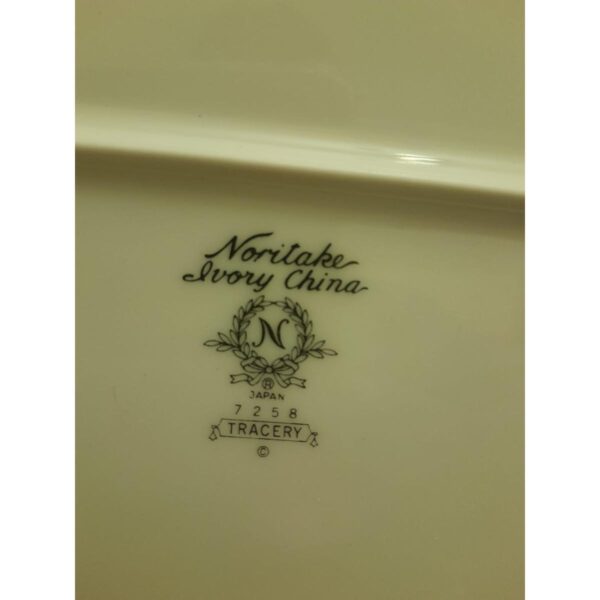 Noritake
Ivory China
N
®
JAPAN
7258
TRACERY
©